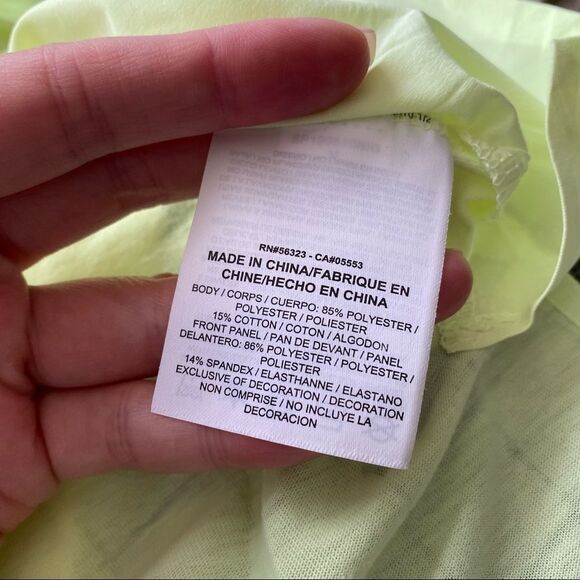 RN#56323 - CA#05553
MADE IN CHINA/FABRIQUE EN
CHINE/HECHO EN CHINA
BODY / CORPS / CUERPO: 85% POLYESTER /
POLYESTER / POLIESTER
15% COTTON / COTON / ALGODON
FRONT PANEL / PAN DE DEVANT / PANEL
DELANTERO: 86% POLYESTER / POLYESTER /
POLIESTER
14% SPANDEX / ELASTHANNE / ELASTANO
EXCLUSIVE OF DECORATION / DECORATION
NON COMPRISE / NO INCLUYE LA
DECORACION